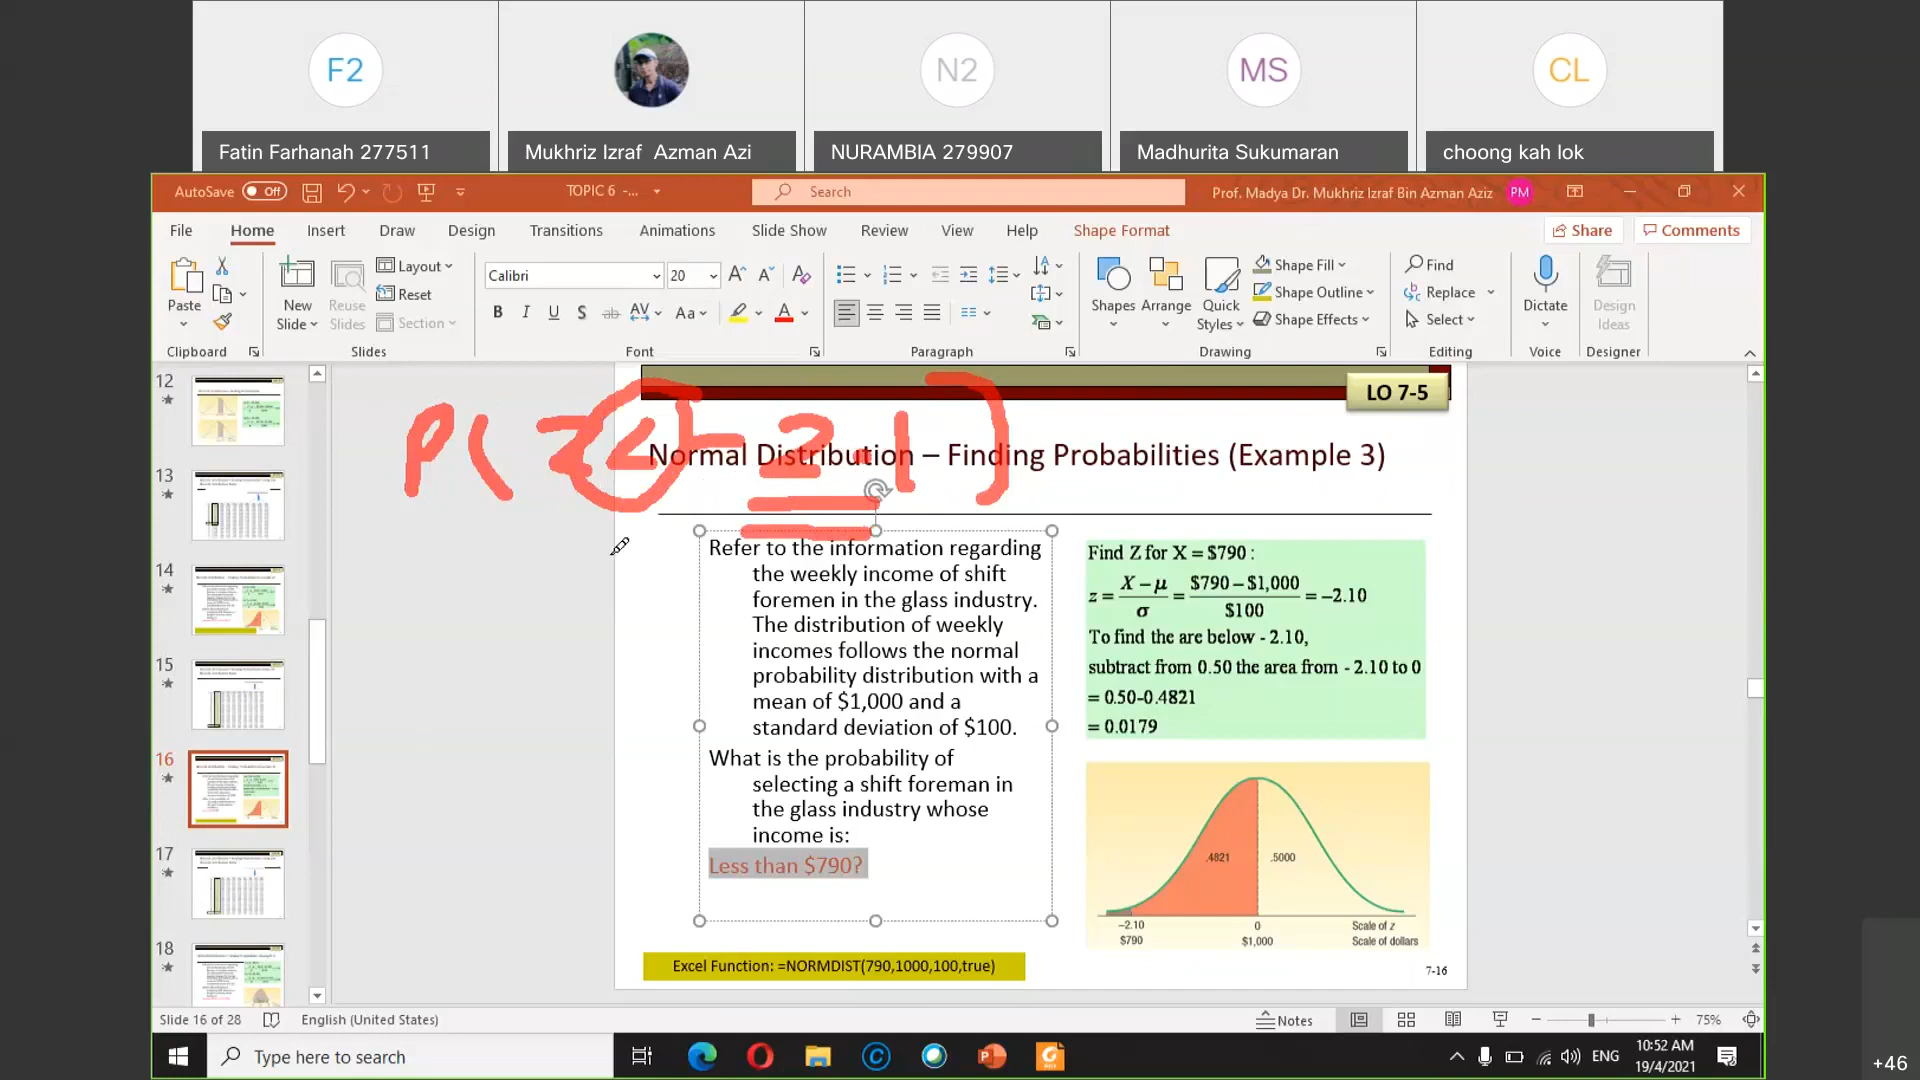 F2
N2
MS
CL
Fatin Farhanah 277511
Mukhriz Izraf Azman Azi
NURAMBIA 279907
Madhurita Sukumaran
choong kah lok
AutoSave Off
TOPIC 6 -...
Search
Prof. Madya Dr. Mukhriz Izraf Bin Azman Aziz PM
File Home Insert Draw Design Transitions Animations Slide Show Review View Help Shape Format
Share
Comments
Paste
New Slide
Reuse Slides
Layout
Reset
Section
Calibri
20
B I U S ab AV Aa A
Shapes
Arrange
Quick Styles
Shape Fill
Shape Outline
Shape Effects
Find
Replace
Select
Dictate
Design Ideas
Clipboard
Slides
Font
Paragraph
Drawing
Editing
Voice
Designer
12
13
14
15
16
17
18
LO 7-5
P(Z<-2.1)
Normal Distribution – Finding Probabilities (Example 3)
Refer to the information regarding
the weekly income of shift
foremen in the glass industry.
The distribution of weekly
incomes follows the normal
probability distribution with a
mean of $1,000 and a
standard deviation of $100.
What is the probability of
selecting a shift foreman in
the glass industry whose
income is:
Less than $790?
Find Z for X = $790 :
z = X − μ / σ = $790 − $1,000 / $100 = −2.10
To find the are below - 2.10,
subtract from 0.50 the area from - 2.10 to 0
= 0.50-0.4821
= 0.0179
.4821
.5000
−2.10
0
Scale of z
$790
$1,000
Scale of dollars
Excel Function: =NORMDIST(790,1000,100,true)
7-16
Slide 16 of 28
English (United States)
Notes
75%
Type here to search
ENG
10:52 AM
19/4/2021
+46